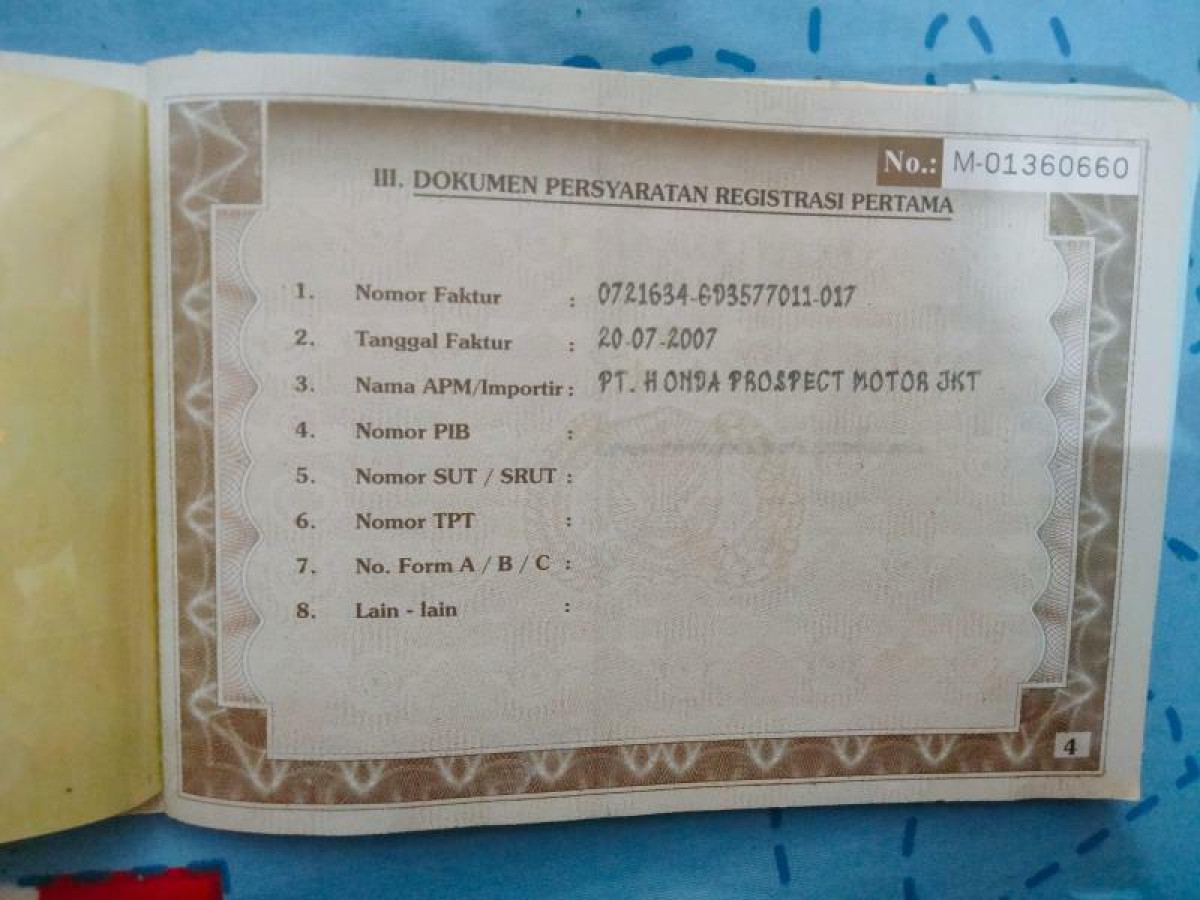 No.: M-01360660
III. DOKUMEN PERSYARATAN REGISTRASI PERTAMA
1. Nomor Faktur : 0721634-GD3577011-017
2. Tanggal Faktur : 20-07-2007
3. Nama APM/Importir : PT. HONDA PROSPECT MOTOR JKT
4. Nomor PIB :
5. Nomor SUT / SRUT :
6. Nomor TPT :
7. No. Form A / B / C :
8. Lain - lain :
4